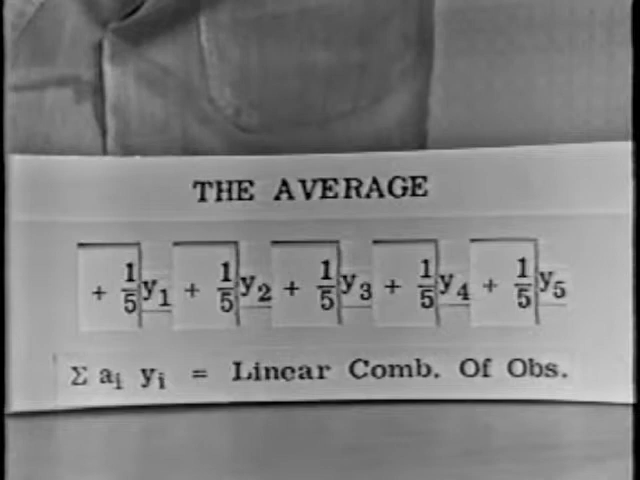 THE AVERAGE
+ 1/5 y₁ + 1/5 y₂ + 1/5 y₃ + 1/5 y₄ + 1/5 y₅
Σ aᵢ yᵢ = Linear Comb. Of Obs.